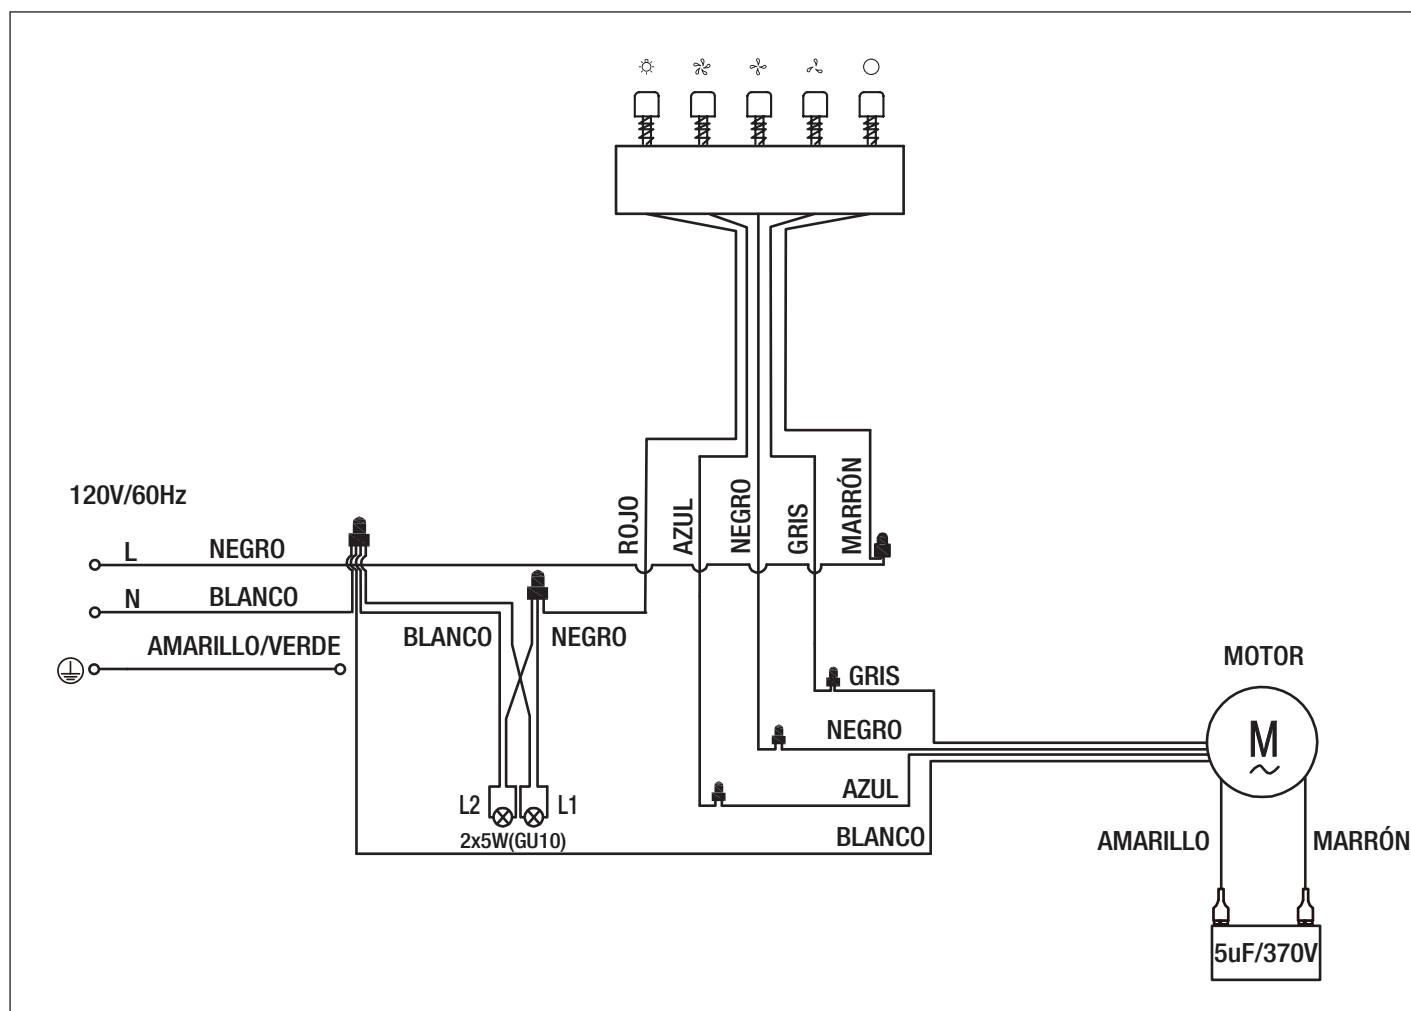 120V/60Hz
L
NEGRO
N
BLANCO
AMARILLO/VERDE
ROJO
AZUL
NEGRO
GRIS
MARRÓN
BLANCO
NEGRO
L2
L1
2x5W(GU10)
GRIS
NEGRO
AZUL
BLANCO
MOTOR
M
AMARILLO
MARRÓN
5uF/370V